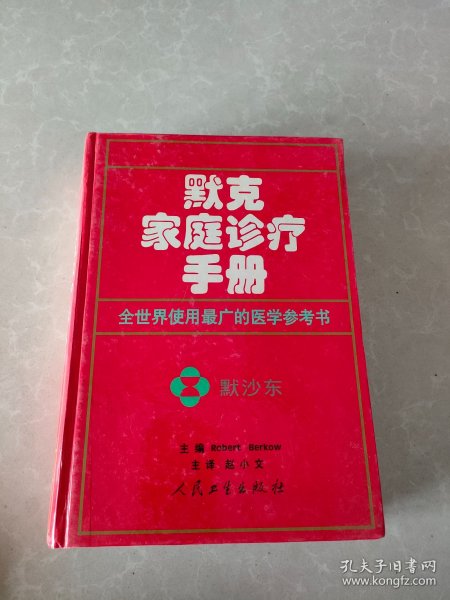 默克
家庭诊疗
手册
全世界使用最广的医学参考书
默沙东
主编 Robert Berkow
主译 赵小文
人民卫生出版社
孔夫子旧书网
www.kongfz.com